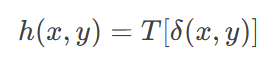 h(x, y) = T[δ(x, y)]